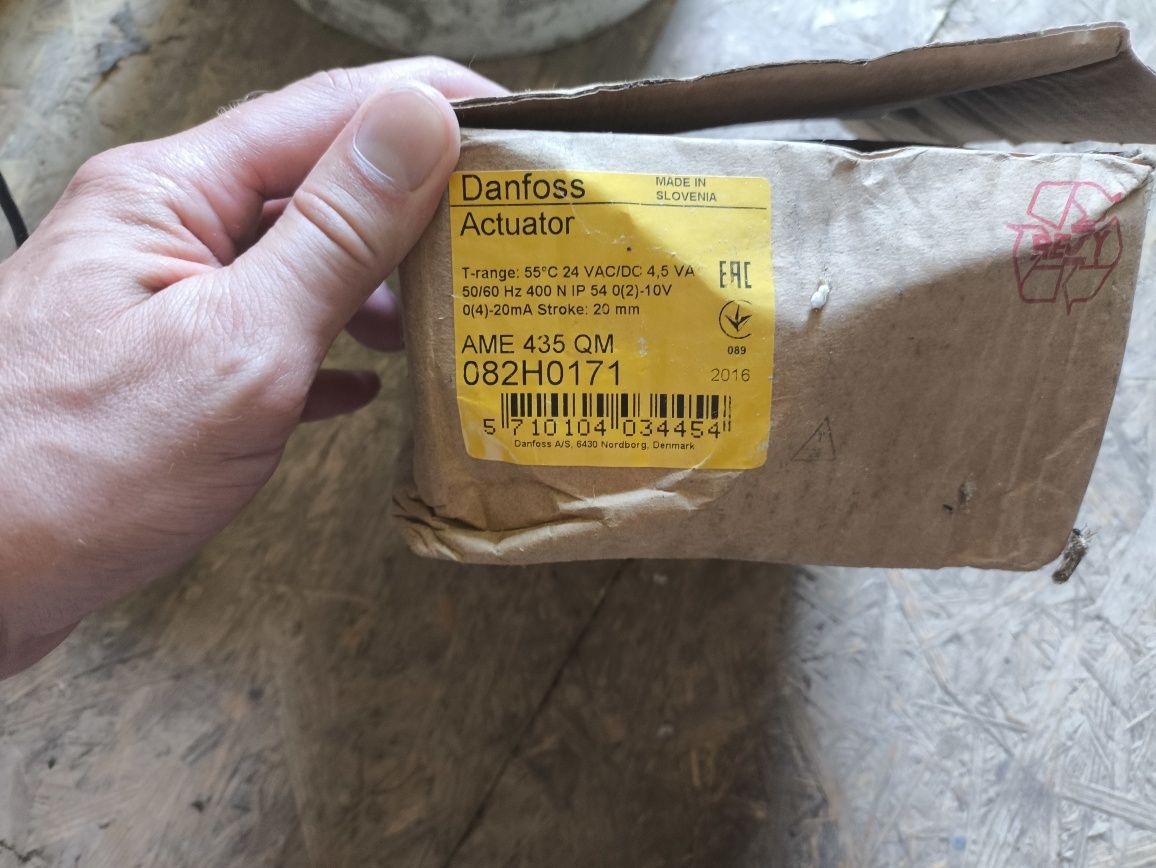 Danfoss
MADE IN
SLOVENIA
Actuator
T-range: 55°C 24 VAC/DC 4,5 VA
50/60 Hz 400 N IP 54 0(2)-10V
0(4)-20mA Stroke: 20 mm
EAC
089
AME 435 QM
082H0171
2016
5 710104 034454
Danfoss A/S, 6430 Nordborg, Denmark
RESY